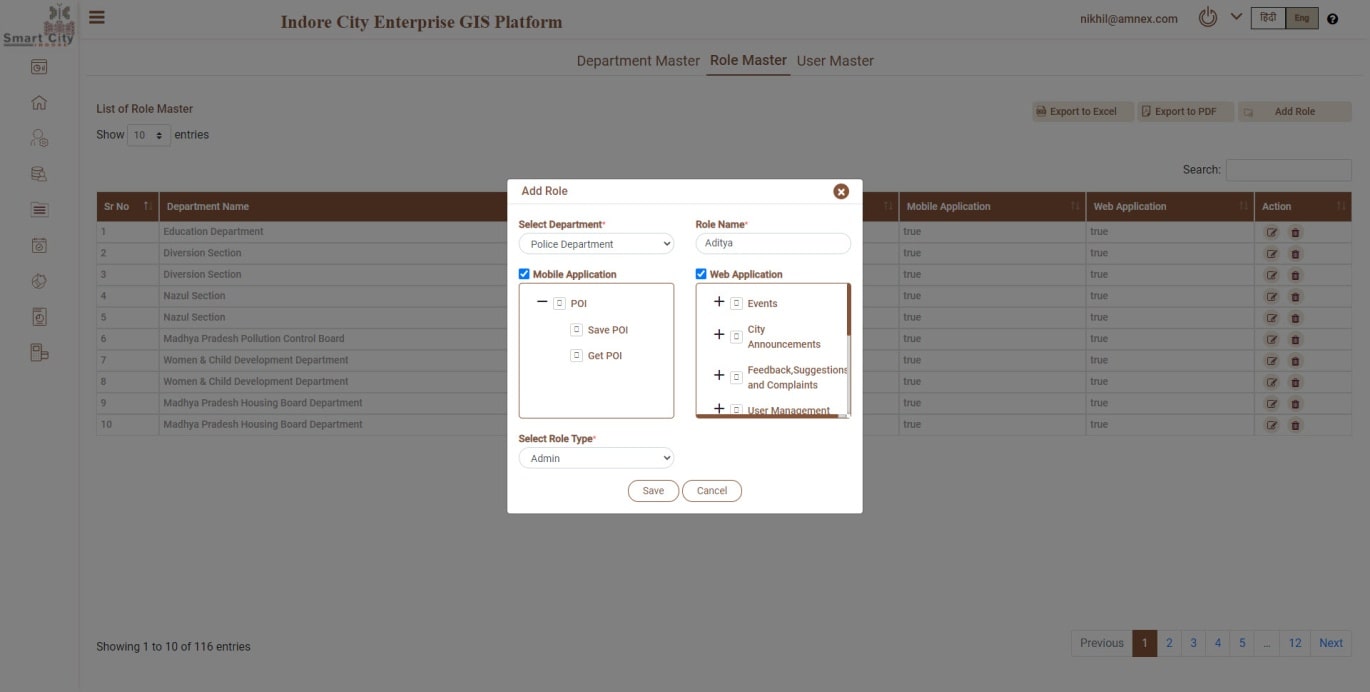 Smart City
INDORE
Indore City Enterprise GIS Platform
nikhil@amnex.com
हिंदी
Eng
Department Master Role Master User Master
List of Role Master
Export to Excel
Export to PDF
Add Role
Show 10 entries
Search:
Sr No Department Name Mobile Application Web Application Action
1 Education Department true true
2 Diversion Section true true
3 Diversion Section true true
4 Nazul Section true true
5 Nazul Section true true
6 Madhya Pradesh Pollution Control Board true true
7 Women & Child Development Department true true
8 Women & Child Development Department true true
9 Madhya Pradesh Housing Board Department true true
10 Madhya Pradesh Housing Board Department true true
Add Role
Select Department* Role Name*
Police Department Aditya
Mobile Application Web Application
POI
Save POI
Get POI
Events
City
Announcements
Feedback,Suggestions
and Complaints
User Management
Select Role Type*
Admin
Save Cancel
Showing 1 to 10 of 116 entries
Previous 1 2 3 4 5 ... 12 Next